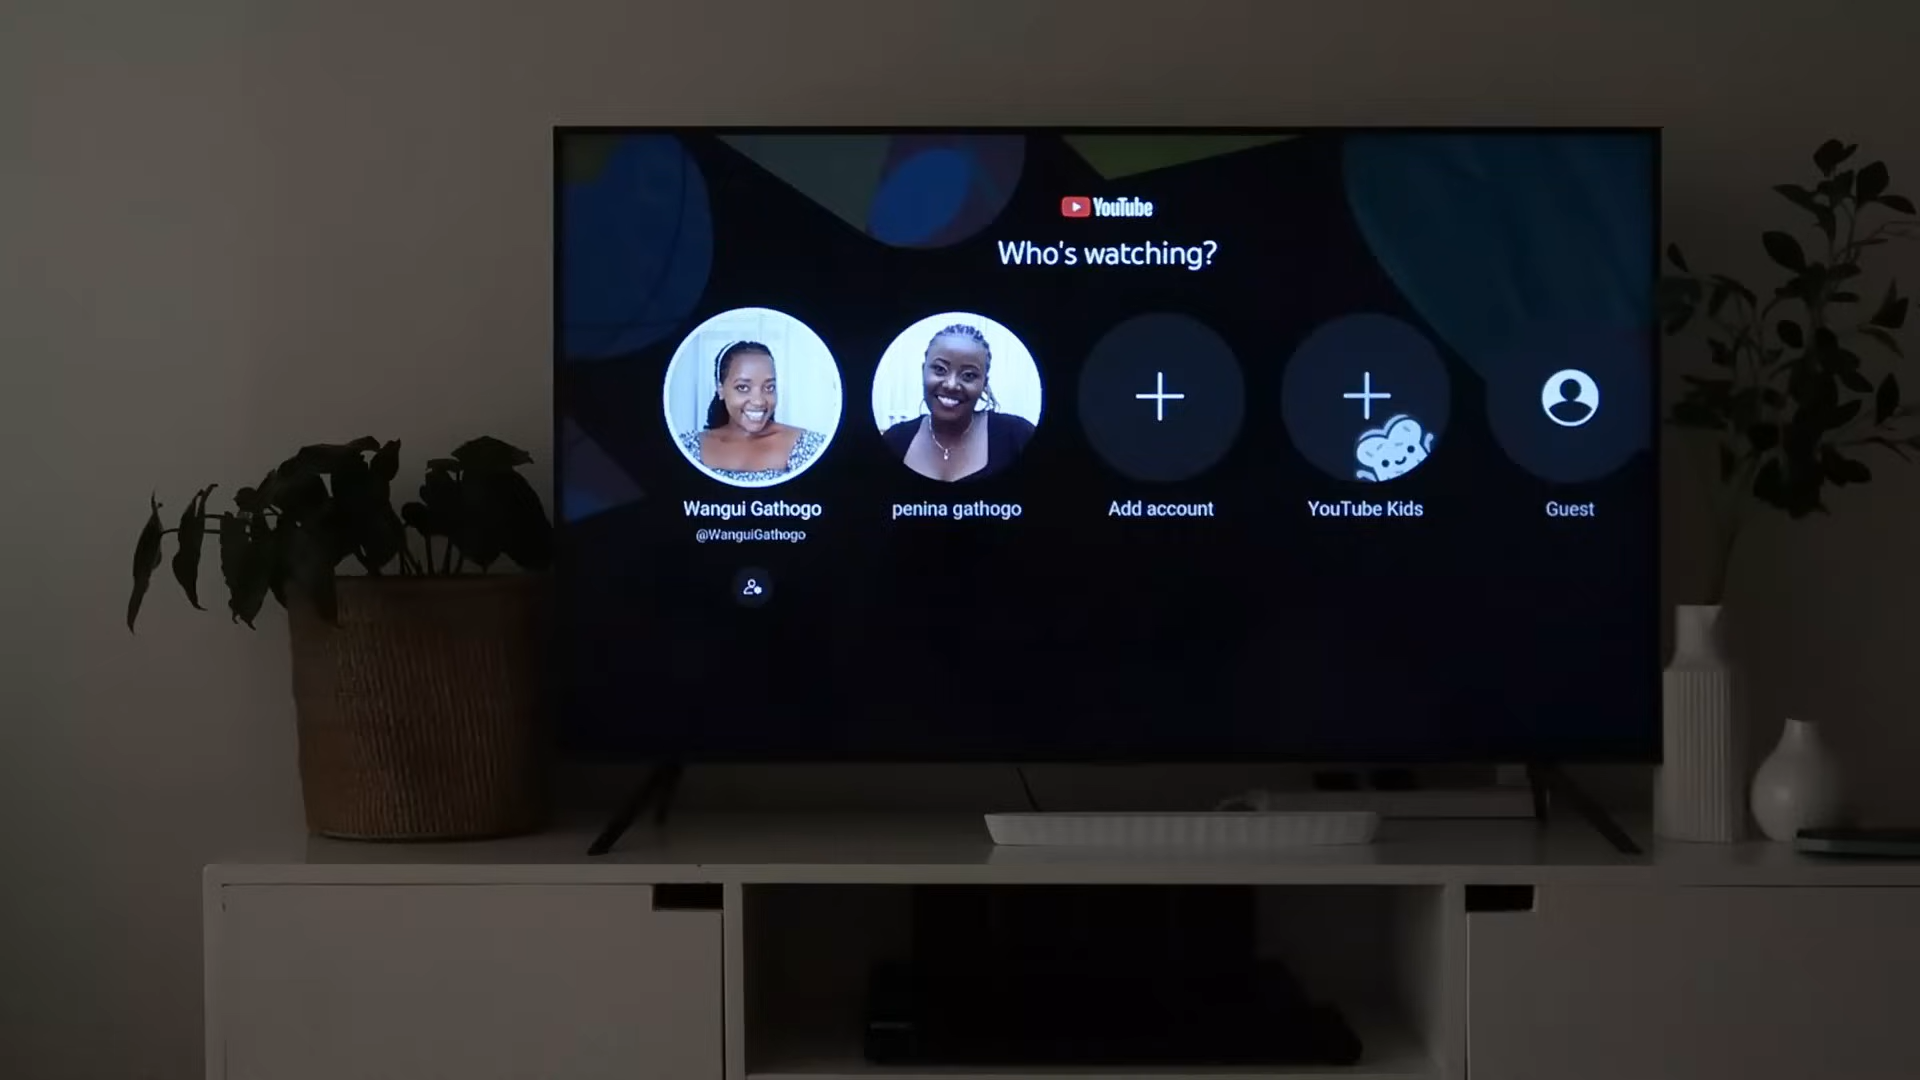 YouTube
Who's watching?
Wangui Gathogo
@WanguiGathogo
penina gathogo
Add account
YouTube Kids
Guest